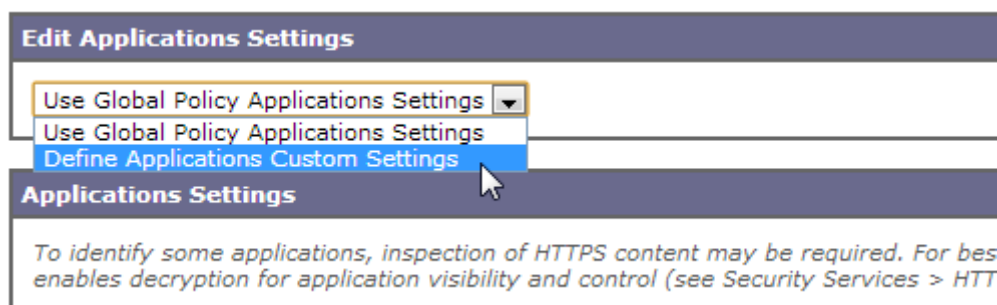 Edit Applications Settings
Use Global Policy Applications Settings
Use Global Policy Applications Settings
Define Applications Custom Settings
Applications Settings
To identify some applications, inspection of HTTPS content may be required. For bes
enables decryption for application visibility and control (see Security Services > HTT